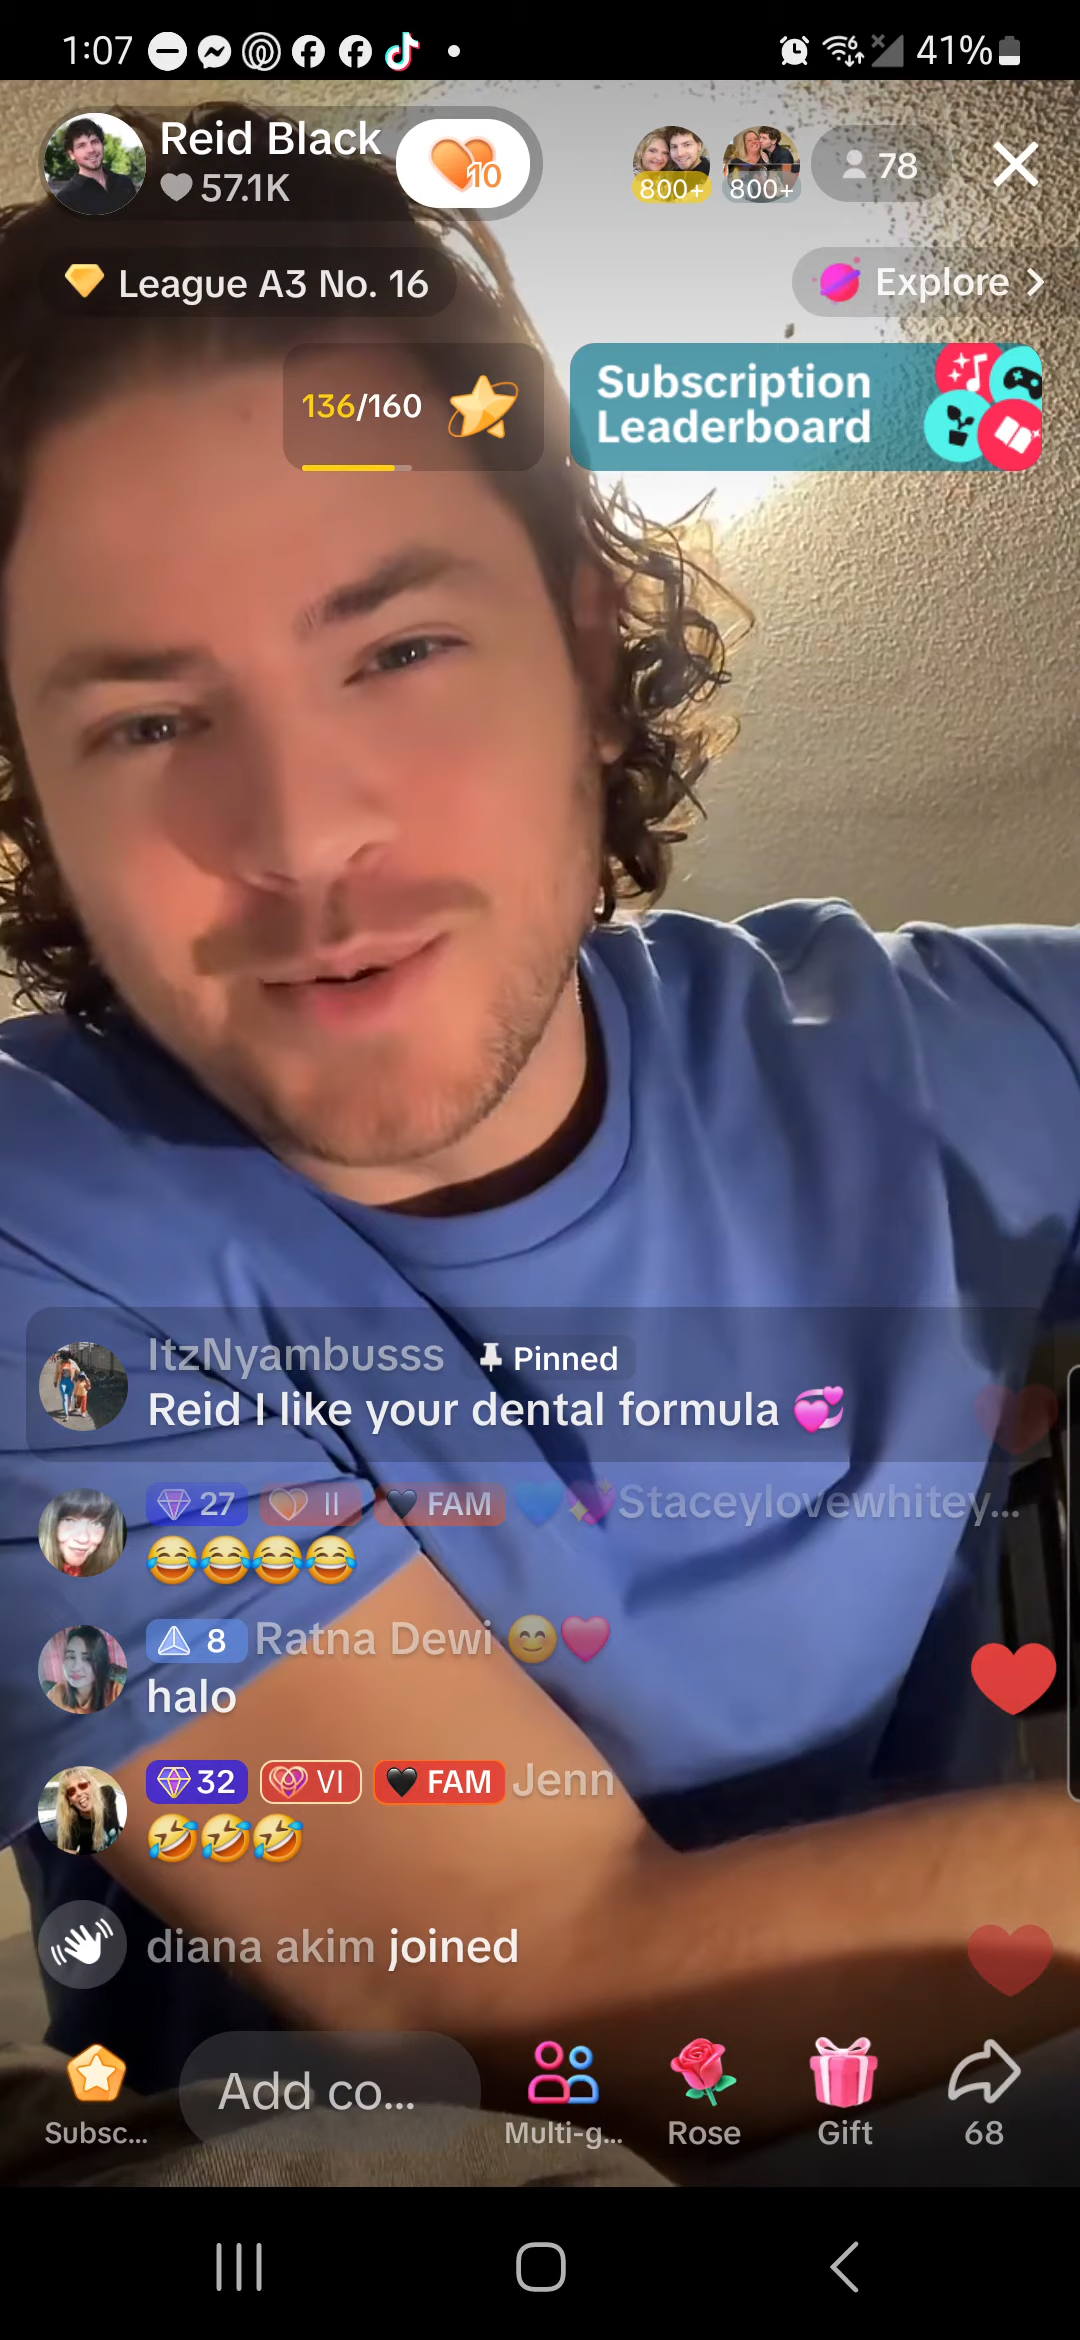 1:07
41%
Reid Black
57.1K
10
800+
800+
78
League A3 No. 16
Explore
136/160
Subscription
Leaderboard
ItzNyambusss Pinned
Reid I like your dental formula 💞
27 II FAM 💙💖Staceylovewhitey...
😂😂😂😂
8 Ratna Dewi 😊💗
halo
32 VI FAM Jenn
🤣🤣🤣
diana akim joined
Add co...
Subsc...
Multi-g...
Rose
Gift
68